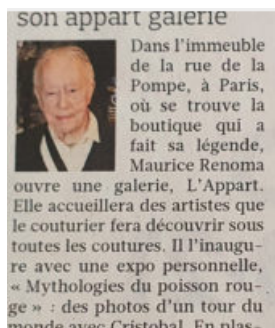 son appart galerie
Dans l'immeuble
de la rue de la
Pompe, à Paris,
où se trouve la
boutique qui a
fait sa légende,
Maurice Renoma
ouvre une galerie, L'Appart.
Elle accueillera des artistes que
le couturier fera découvrir sous
toutes les coutures. Il l'inaugu-
re avec une expo personnelle,
« Mythologies du poisson rou-
ge » : des photos d'un tour du
monde avec Cristobal. En plas-